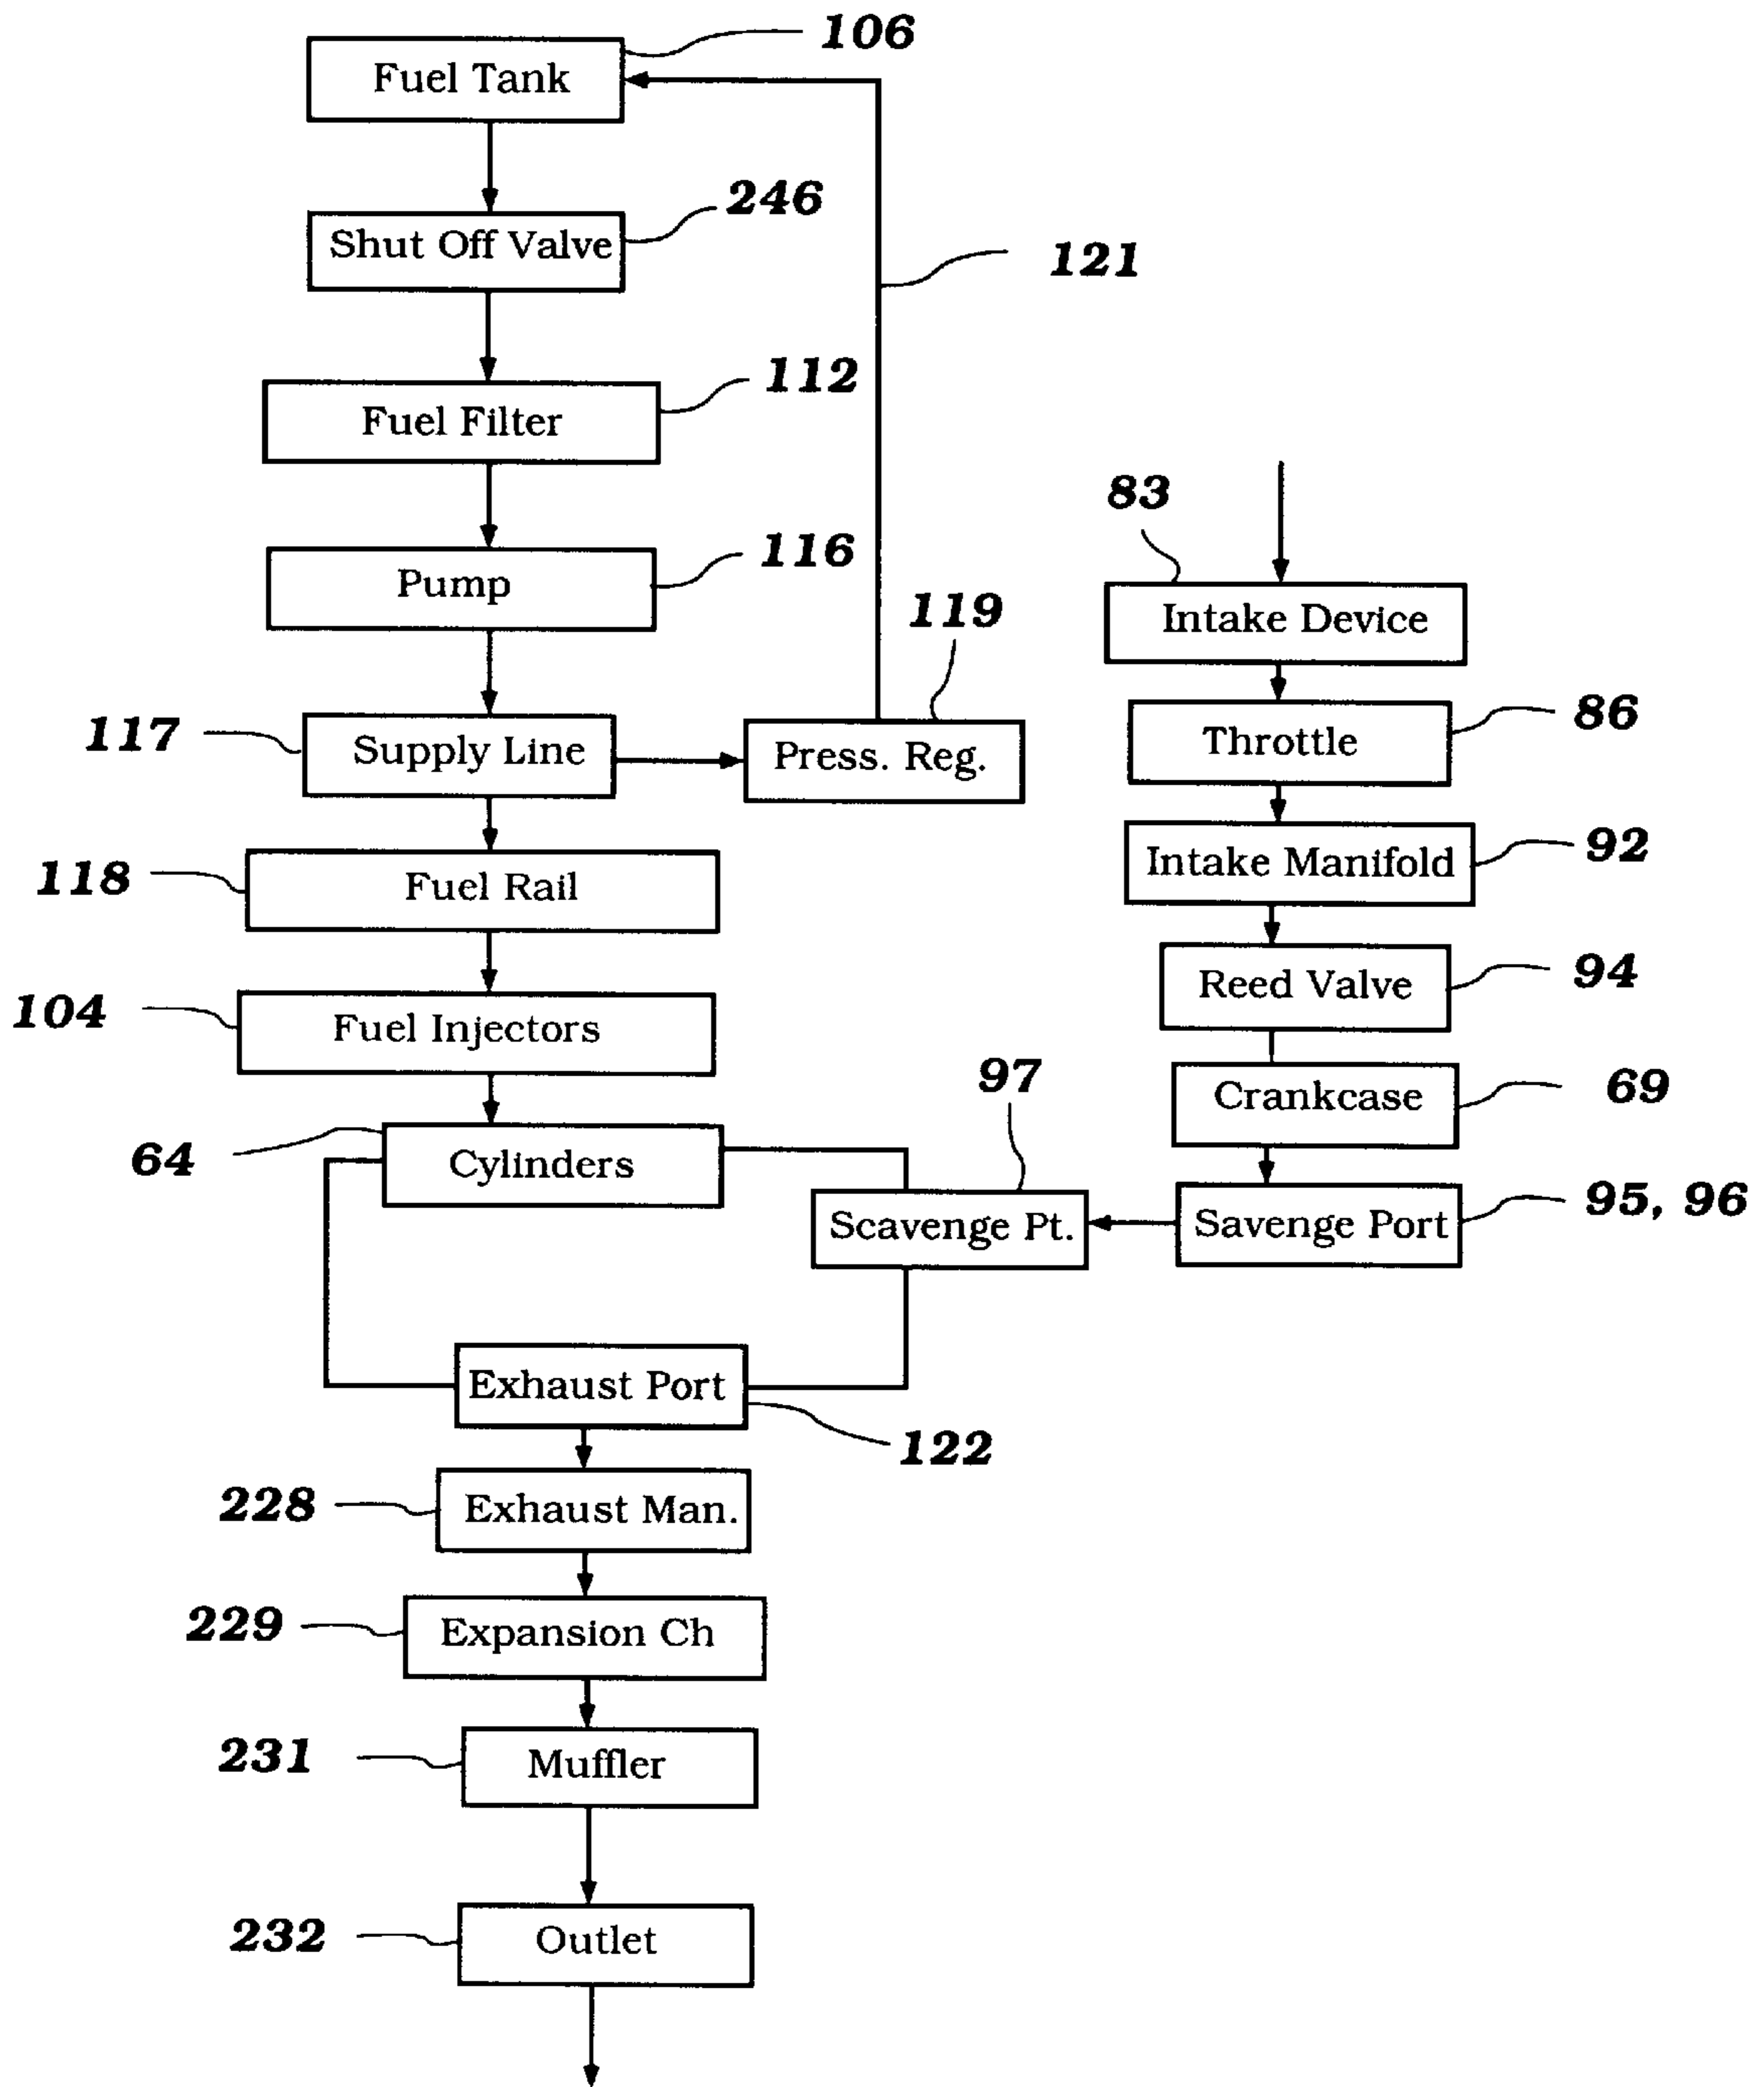 106
Fuel Tank
246
Shut Off Valve
121
112
Fuel Filter
83
116
Pump
119
Intake Device
117
Supply Line
Press. Reg.
86
Throttle
118
Fuel Rail
92
Intake Manifold
104
Fuel Injectors
94
Reed Valve
97
69
Crankcase
64
Cylinders
Scavenge Pt.
Savenge Port
95, 96
Exhaust Port
122
228
Exhaust Man.
229
Expansion Ch
231
Muffler
232
Outlet